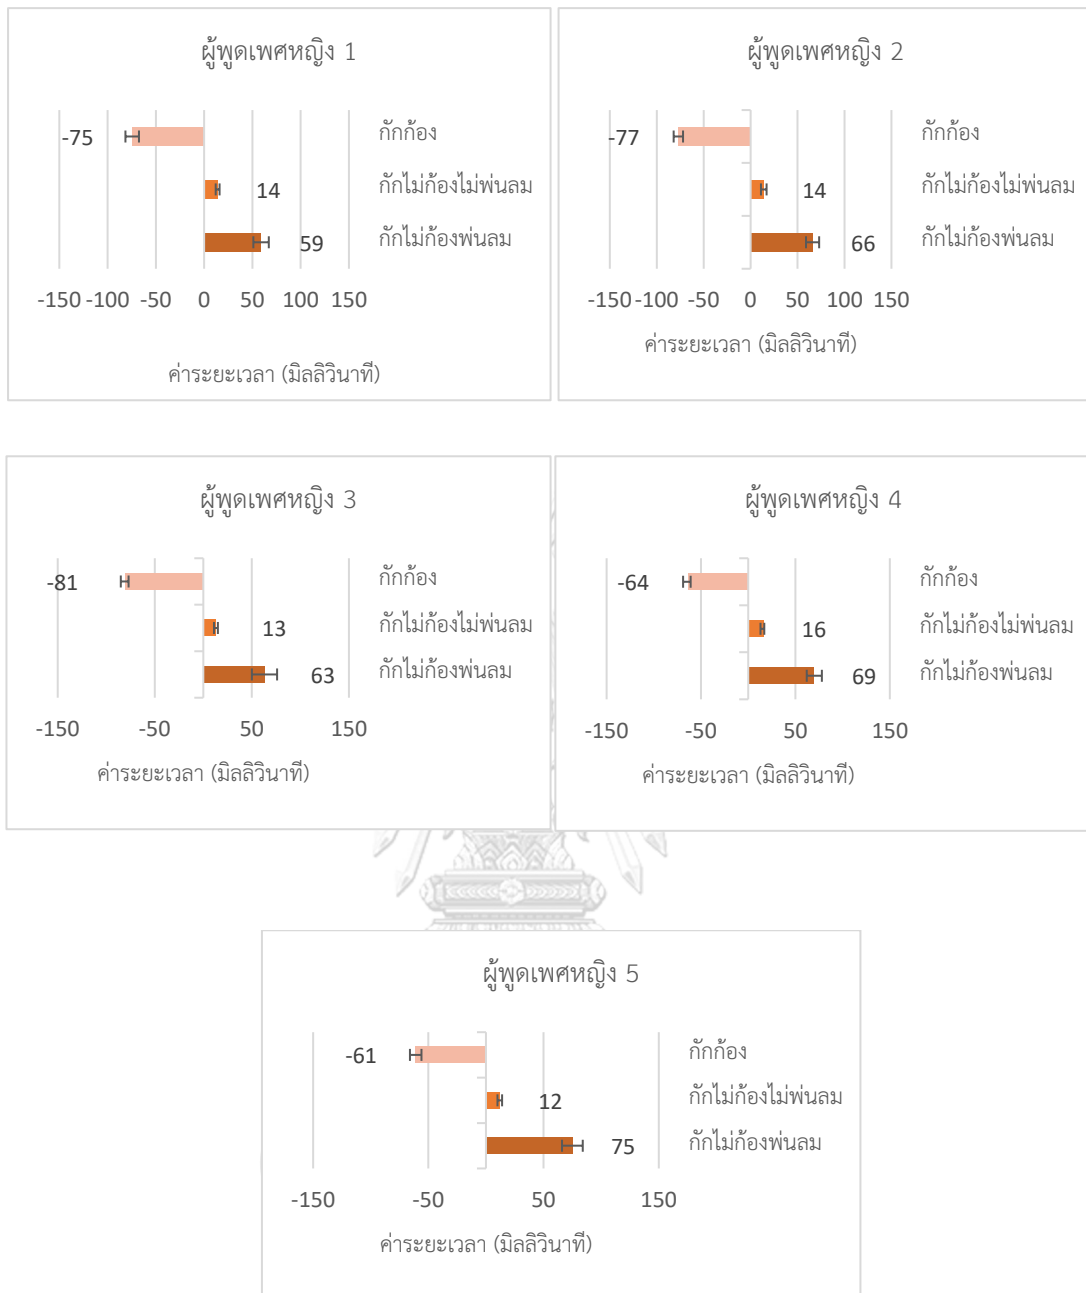 ผู้พูดเพศหญิง 1
-75 กักก้อง
14 กักไม่ก้องไม่พ่นลม
59 กักไม่ก้องพ่นลม
-150 -100 -50 0 50 100 150
ค่าระยะเวลา (มิลลิวินาที)
ผู้พูดเพศหญิง 2
-77 กักก้อง
14 กักไม่ก้องไม่พ่นลม
66 กักไม่ก้องพ่นลม
-150 -100 -50 0 50 100 150
ค่าระยะเวลา (มิลลิวินาที)
ผู้พูดเพศหญิง 3
-81 กักก้อง
13 กักไม่ก้องไม่พ่นลม
63 กักไม่ก้องพ่นลม
-150 -50 50 150
ค่าระยะเวลา (มิลลิวินาที)
ผู้พูดเพศหญิง 4
-64 กักก้อง
16 กักไม่ก้องไม่พ่นลม
69 กักไม่ก้องพ่นลม
-150 -50 50 150
ค่าระยะเวลา (มิลลิวินาที)
ผู้พูดเพศหญิง 5
-61 กักก้อง
12 กักไม่ก้องไม่พ่นลม
75 กักไม่ก้องพ่นลม
-150 -50 50 150
ค่าระยะเวลา (มิลลิวินาที)